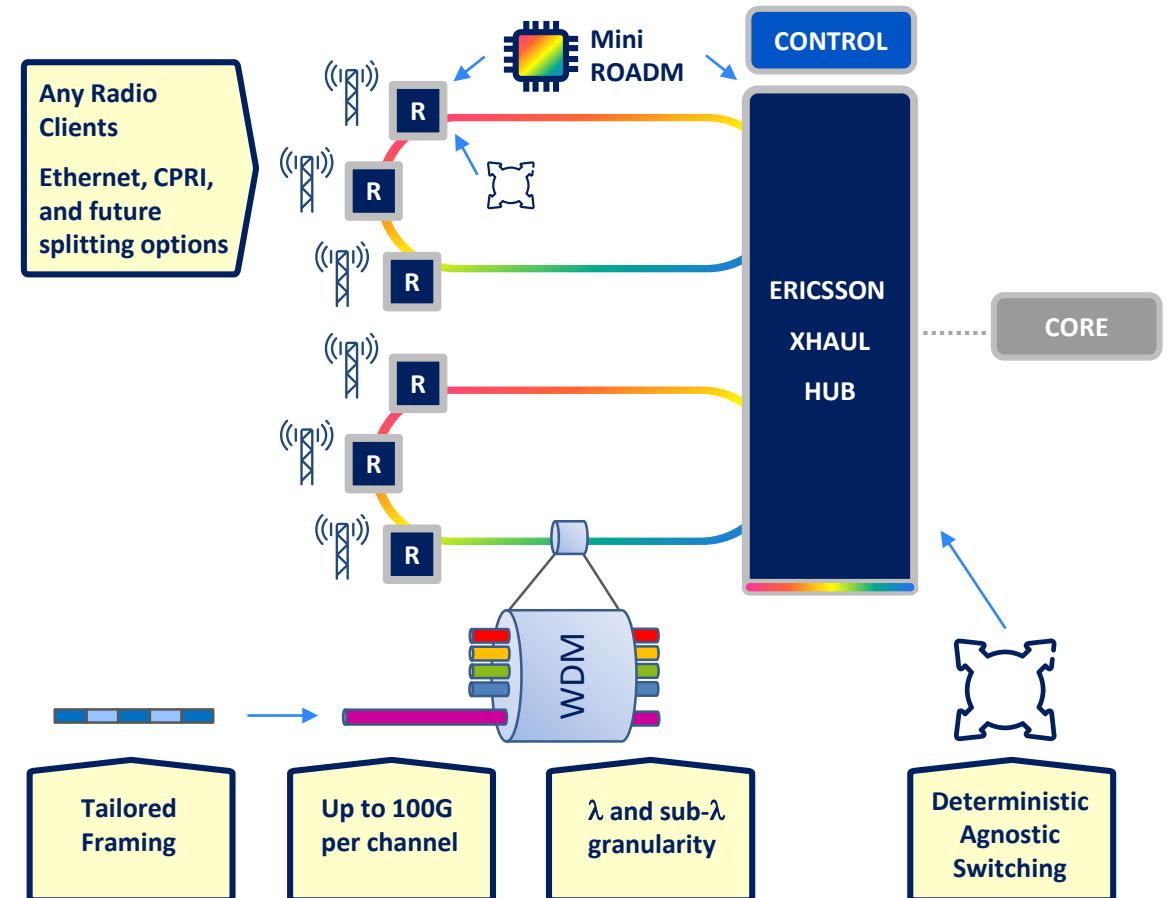 Mini
ROADM
CONTROL
Any Radio
Clients
Ethernet, CPRI,
and future
splitting options
R
R
R
ERICSSON
XHAUL
HUB
CORE
R
R
R
WDM
Tailored
Framing
Up to 100G
per channel
λ and sub-λ
granularity
Deterministic
Agnostic
Switching